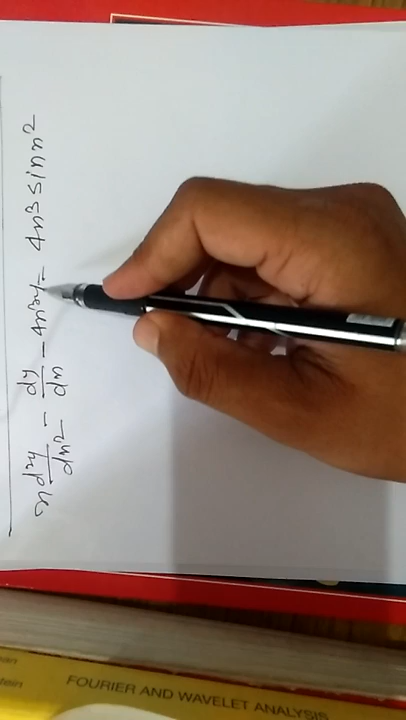 x d²y/dx² - dy/dx - 4x³y = 4x³ sin x²
FOURIER AND WAVELET ANALYSIS